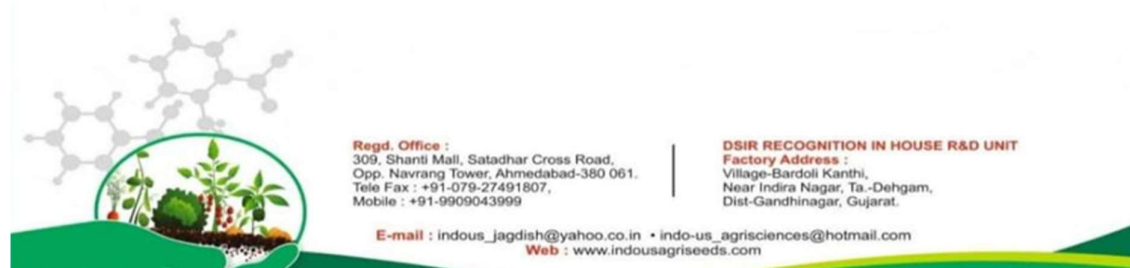 Regd. Office :
309, Shanti Mall, Satadhar Cross Road,
Opp. Navrang Tower, Ahmedabad-380 061.
Tele Fax : +91-079-27491807,
Mobile : +91-9909043999
DSIR RECOGNITION IN HOUSE R&D UNIT
Factory Address :
Village-Bardoli Kanthi,
Near Indira Nagar, Ta.-Dehgam,
Dist-Gandhinagar, Gujarat.
E-mail : indous_jagdish@yahoo.co.in • indo-us_agrisciences@hotmail.com
Web : www.indousagriseeds.com